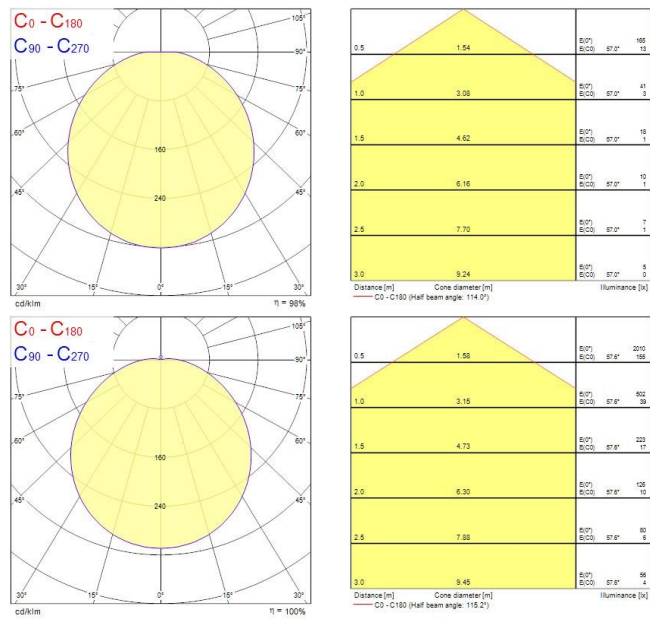 C0 - C180
C90 - C270
105°
90°
90°
75°
75°
60°
60°
160
45°
45°
240
30°
15°
0°
15°
30°
cd/klm
η = 98%
0.5
1.54
E(0°) 165
E(C0) 57.0° 13
1.0
3.08
E(0°) 41
E(C0) 57.0° 3
1.5
4.62
E(0°) 18
E(C0) 57.0° 1
2.0
6.16
E(0°) 10
E(C0) 57.0° 1
2.5
7.70
E(0°) 7
E(C0) 57.0° 1
3.0
9.24
E(0°) 5
E(C0) 57.0° 0
Distance [m] Cone diameter [m] Illuminance [lx]
C0 - C180 (Half beam angle: 114.0°)
C0 - C180
C90 - C270
105°
90°
90°
75°
75°
60°
60°
160
45°
45°
240
30°
15°
0°
15°
30°
cd/klm
η = 100%
0.5
1.58
E(0°) 2010
E(C0) 57.6° 155
1.0
3.15
E(0°) 502
E(C0) 57.6° 39
1.5
4.73
E(0°) 223
E(C0) 57.6° 17
2.0
6.30
E(0°) 126
E(C0) 57.6° 10
2.5
7.88
E(0°) 80
E(C0) 57.6° 6
3.0
9.45
E(0°) 56
E(C0) 57.6° 4
Distance [m] Cone diameter [m] Illuminance [lx]
C0 - C180 (Half beam angle: 115.2°)